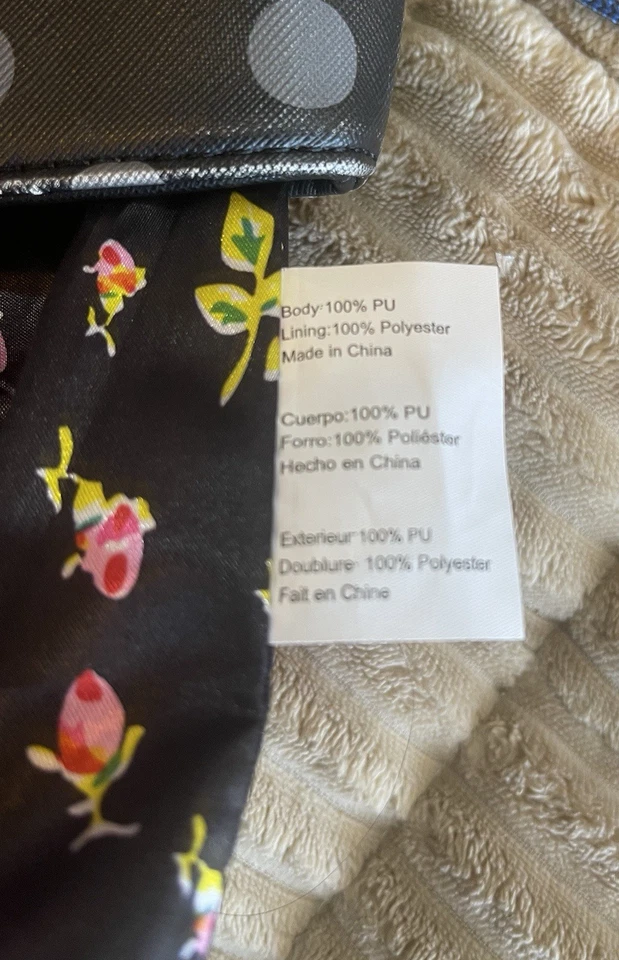 Body:100% PU
Lining:100% Polyester
Made in China
Cuerpo:100% PU
Forro:100% Poliéster
Hecho en China
Exterieur 100% PU
Doublure 100% Polyester
Fait en Chine